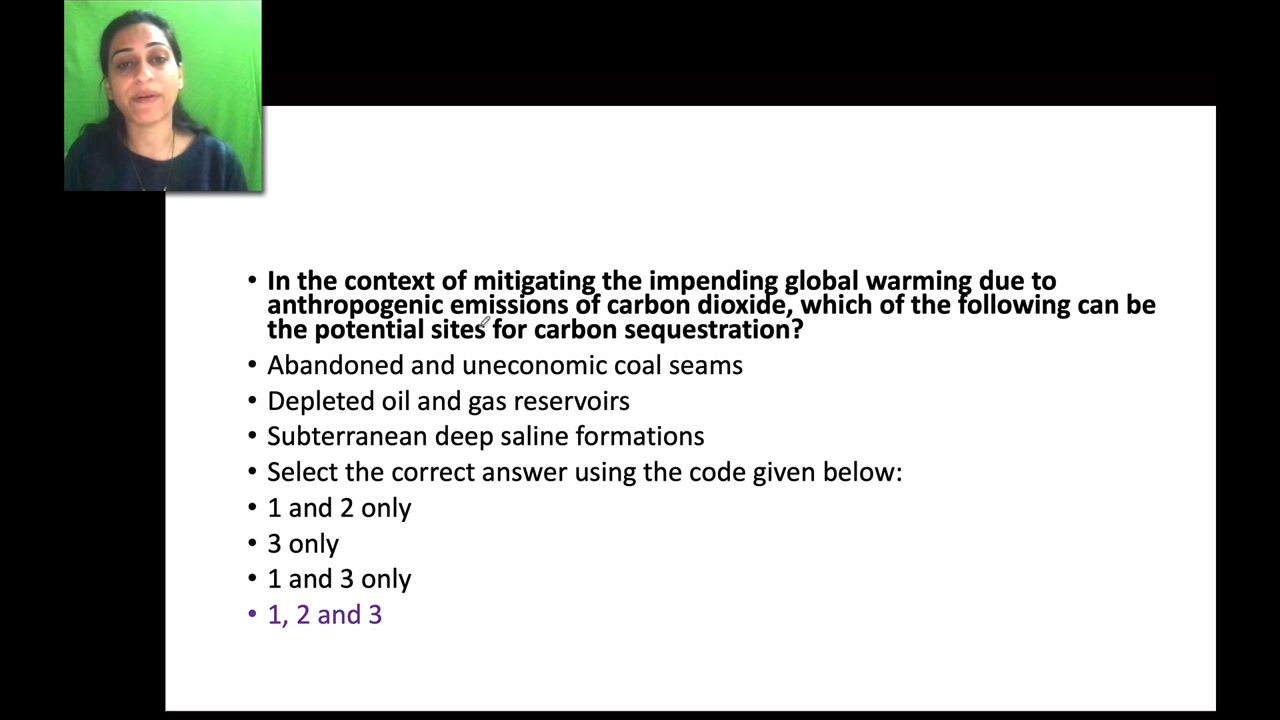 • In the context of mitigating the impending global warming due to
anthropogenic emissions of carbon dioxide, which of the following can be
the potential sites for carbon sequestration?
• Abandoned and uneconomic coal seams
• Depleted oil and gas reservoirs
• Subterranean deep saline formations
• Select the correct answer using the code given below:
• 1 and 2 only
• 3 only
• 1 and 3 only
• 1, 2 and 3